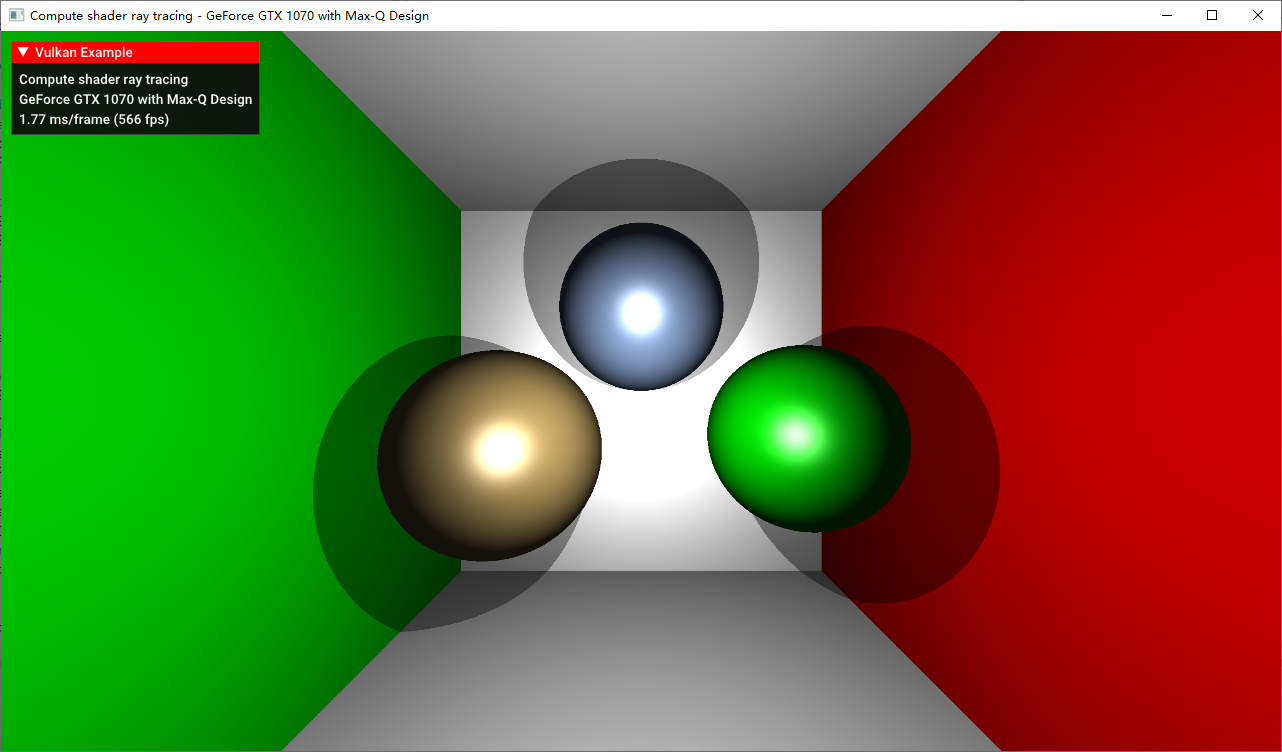 Compute shader ray tracing - GeForce GTX 1070 with Max-Q Design
Vulkan Example
Compute shader ray tracing
GeForce GTX 1070 with Max-Q Design
1.77 ms/frame (566 fps)